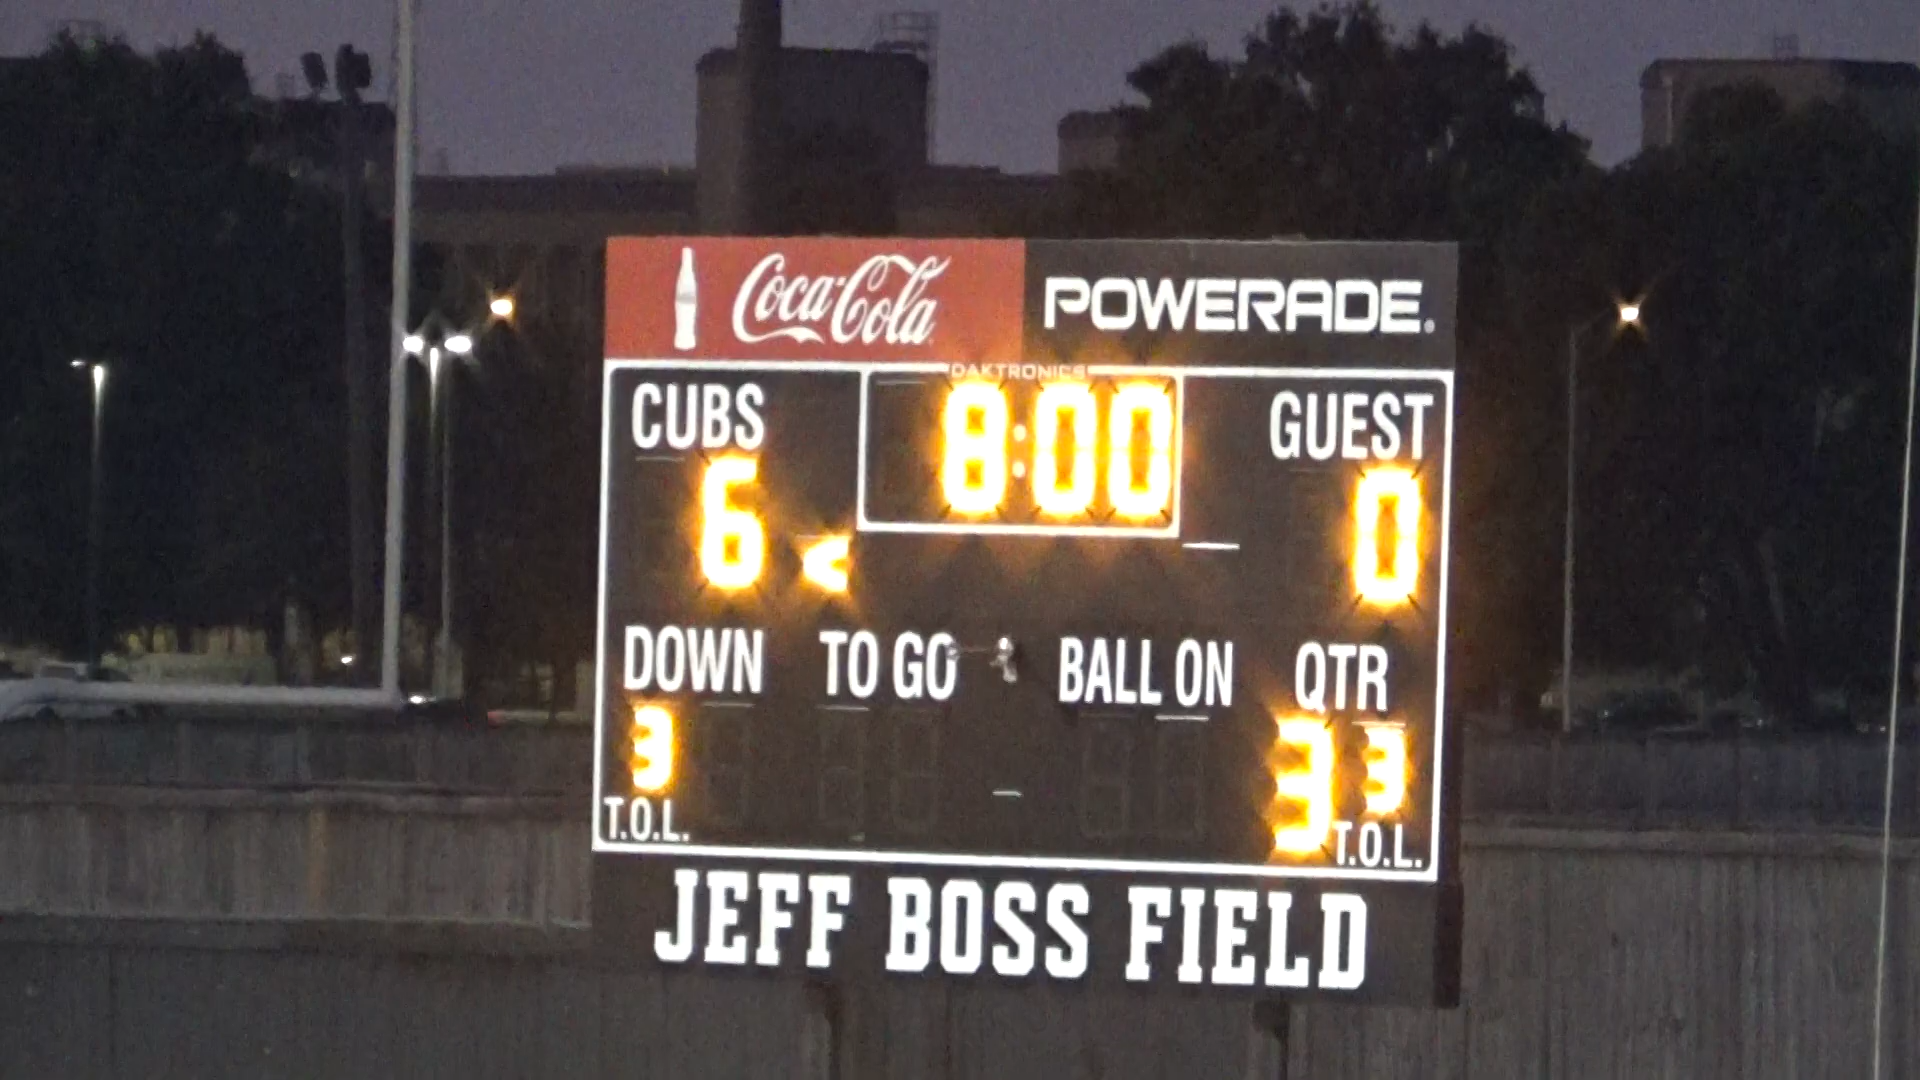 Coca-Cola POWERADE
DAKTRONICS
CUBS 8:00 GUEST
6 < 0
DOWN TO GO BALL ON QTR
3 3 3
T.O.L. T.O.L.
JEFF BOSS FIELD